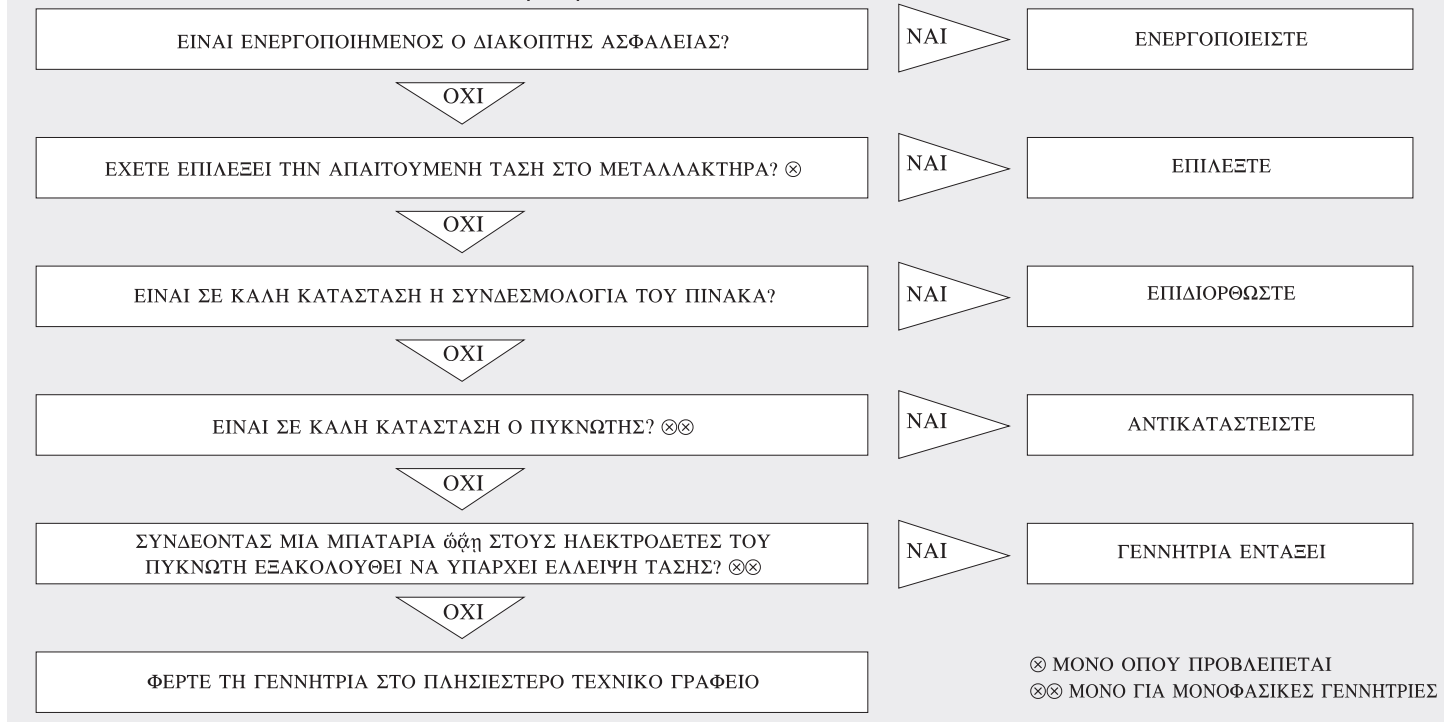 ΕΙΝΑΙ ΕΝΕΡΓΟΠΟΙΗΜΕΝΟΣ Ο ΔΙΑΚΟΠΤΗΣ ΑΣΦΑΛΕΙΑΣ?
ΝΑΙ
ΕΝΕΡΓΟΠΟΙΕΙΣΤΕ
ΟΧΙ
ΕΧΕΤΕ ΕΠΙΛΕΞΕΙ ΤΗΝ ΑΠΑΙΤΟΥΜΕΝΗ ΤΑΣΗ ΣΤΟ ΜΕΤΑΛΛΑΚΤΗΡΑ? ⊗
ΝΑΙ
ΕΠΙΛΕΞΤΕ
ΟΧΙ
ΕΙΝΑΙ ΣΕ ΚΑΛΗ ΚΑΤΑΣΤΑΣΗ Η ΣΥΝΔΕΣΜΟΛΟΓΙΑ ΤΟΥ ΠΙΝΑΚΑ?
ΝΑΙ
ΕΠΙΔΙΟΡΘΩΣΤΕ
ΟΧΙ
ΕΙΝΑΙ ΣΕ ΚΑΛΗ ΚΑΤΑΣΤΑΣΗ Ο ΠΥΚΝΩΤΗΣ? ⊗⊗
ΝΑΙ
ΑΝΤΙΚΑΤΑΣΤΕΙΣΤΕ
ΟΧΙ
ΣΥΝΔΕΟΝΤΑΣ ΜΙΑ ΜΠΑΤΑΡΙΑ ΣΤΟΥΣ ΗΛΕΚΤΡΟΔΕΤΕΣ ΤΟΥ
ΠΥΚΝΩΤΗ ΕΞΑΚΟΛΟΥΘΕΙ ΝΑ ΥΠΑΡΧΕΙ ΕΛΛΕΙΨΗ ΤΑΣΗΣ? ⊗⊗
ΝΑΙ
ΓΕΝΝΗΤΡΙΑ ΕΝΤΑΞΕΙ
ΟΧΙ
ΦΕΡΤΕ ΤΗ ΓΕΝΝΗΤΡΙΑ ΣΤΟ ΠΛΗΣΙΕΣΤΕΡΟ ΤΕΧΝΙΚΟ ΓΡΑΦΕΙΟ
⊗ ΜΟΝΟ ΟΠΟΥ ΠΡΟΒΛΕΠΕΤΑΙ
⊗⊗ ΜΟΝΟ ΓΙΑ ΜΟΝΟΦΑΣΙΚΕΣ ΓΕΝΝΗΤΡΙΕΣ